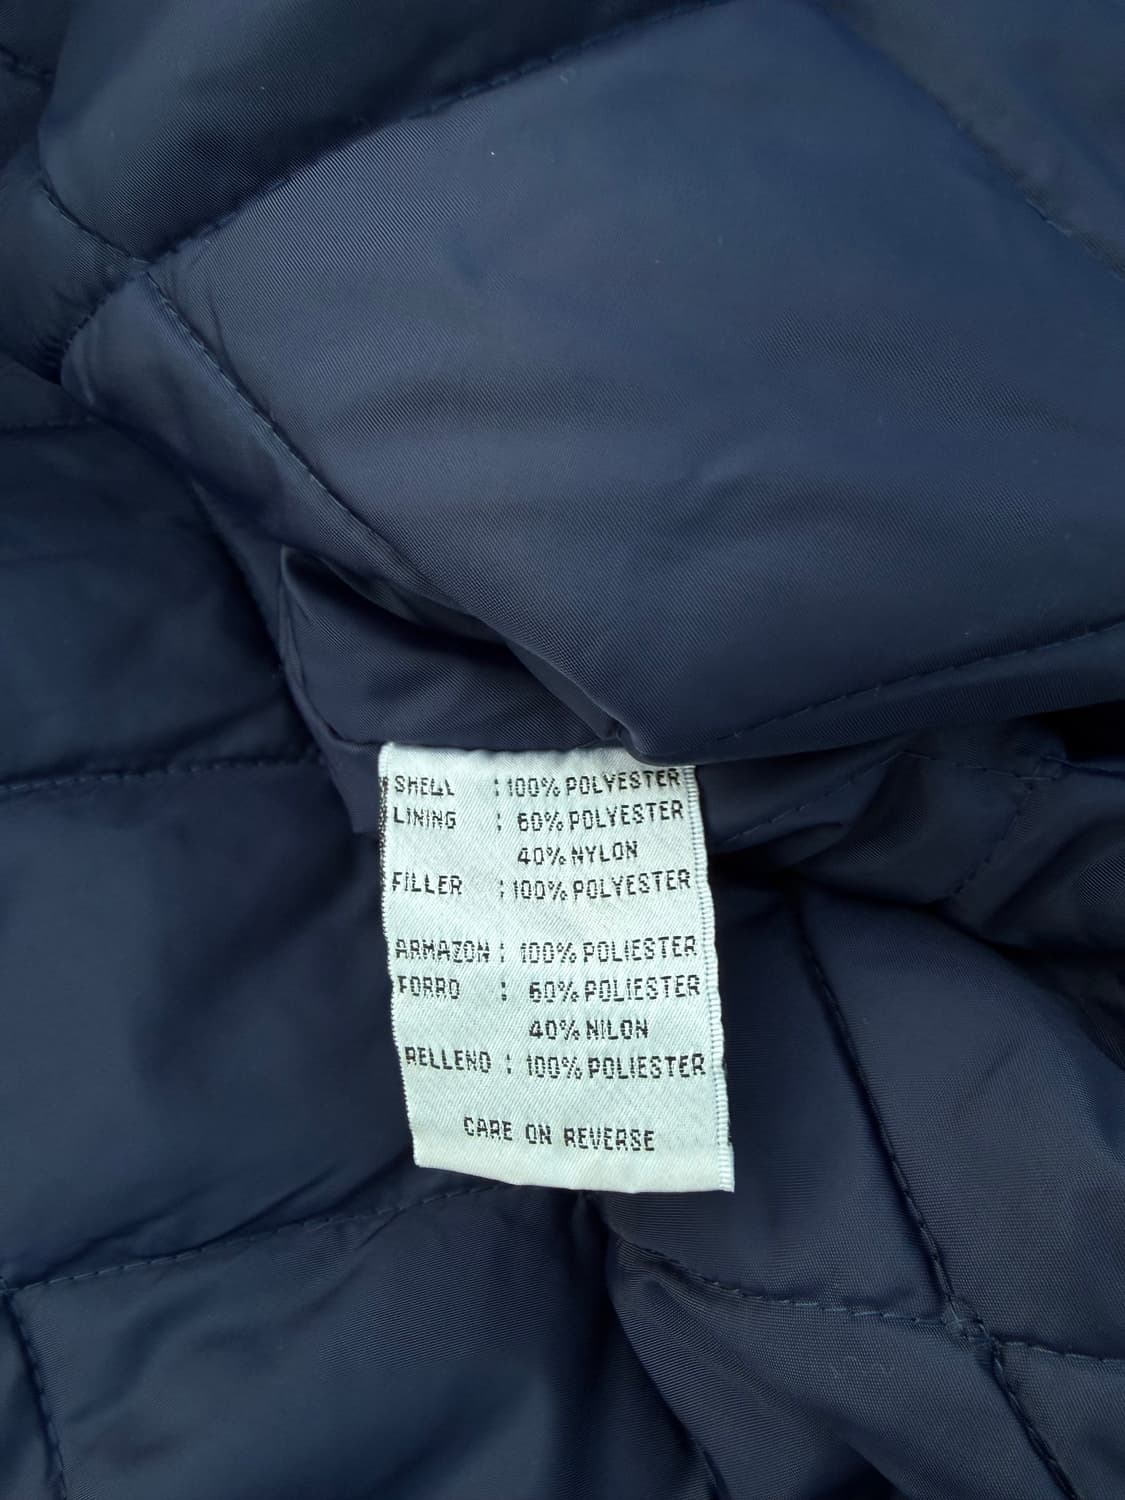 SHELL : 100% POLYESTER
LINING : 60% POLYESTER
40% NYLON
FILLER : 100% POLYESTER
ARMAZON : 100% POLIESTER
FORRO : 60% POLIESTER
40% NILON
RELLENO : 100% POLIESTER
CARE ON REVERSE